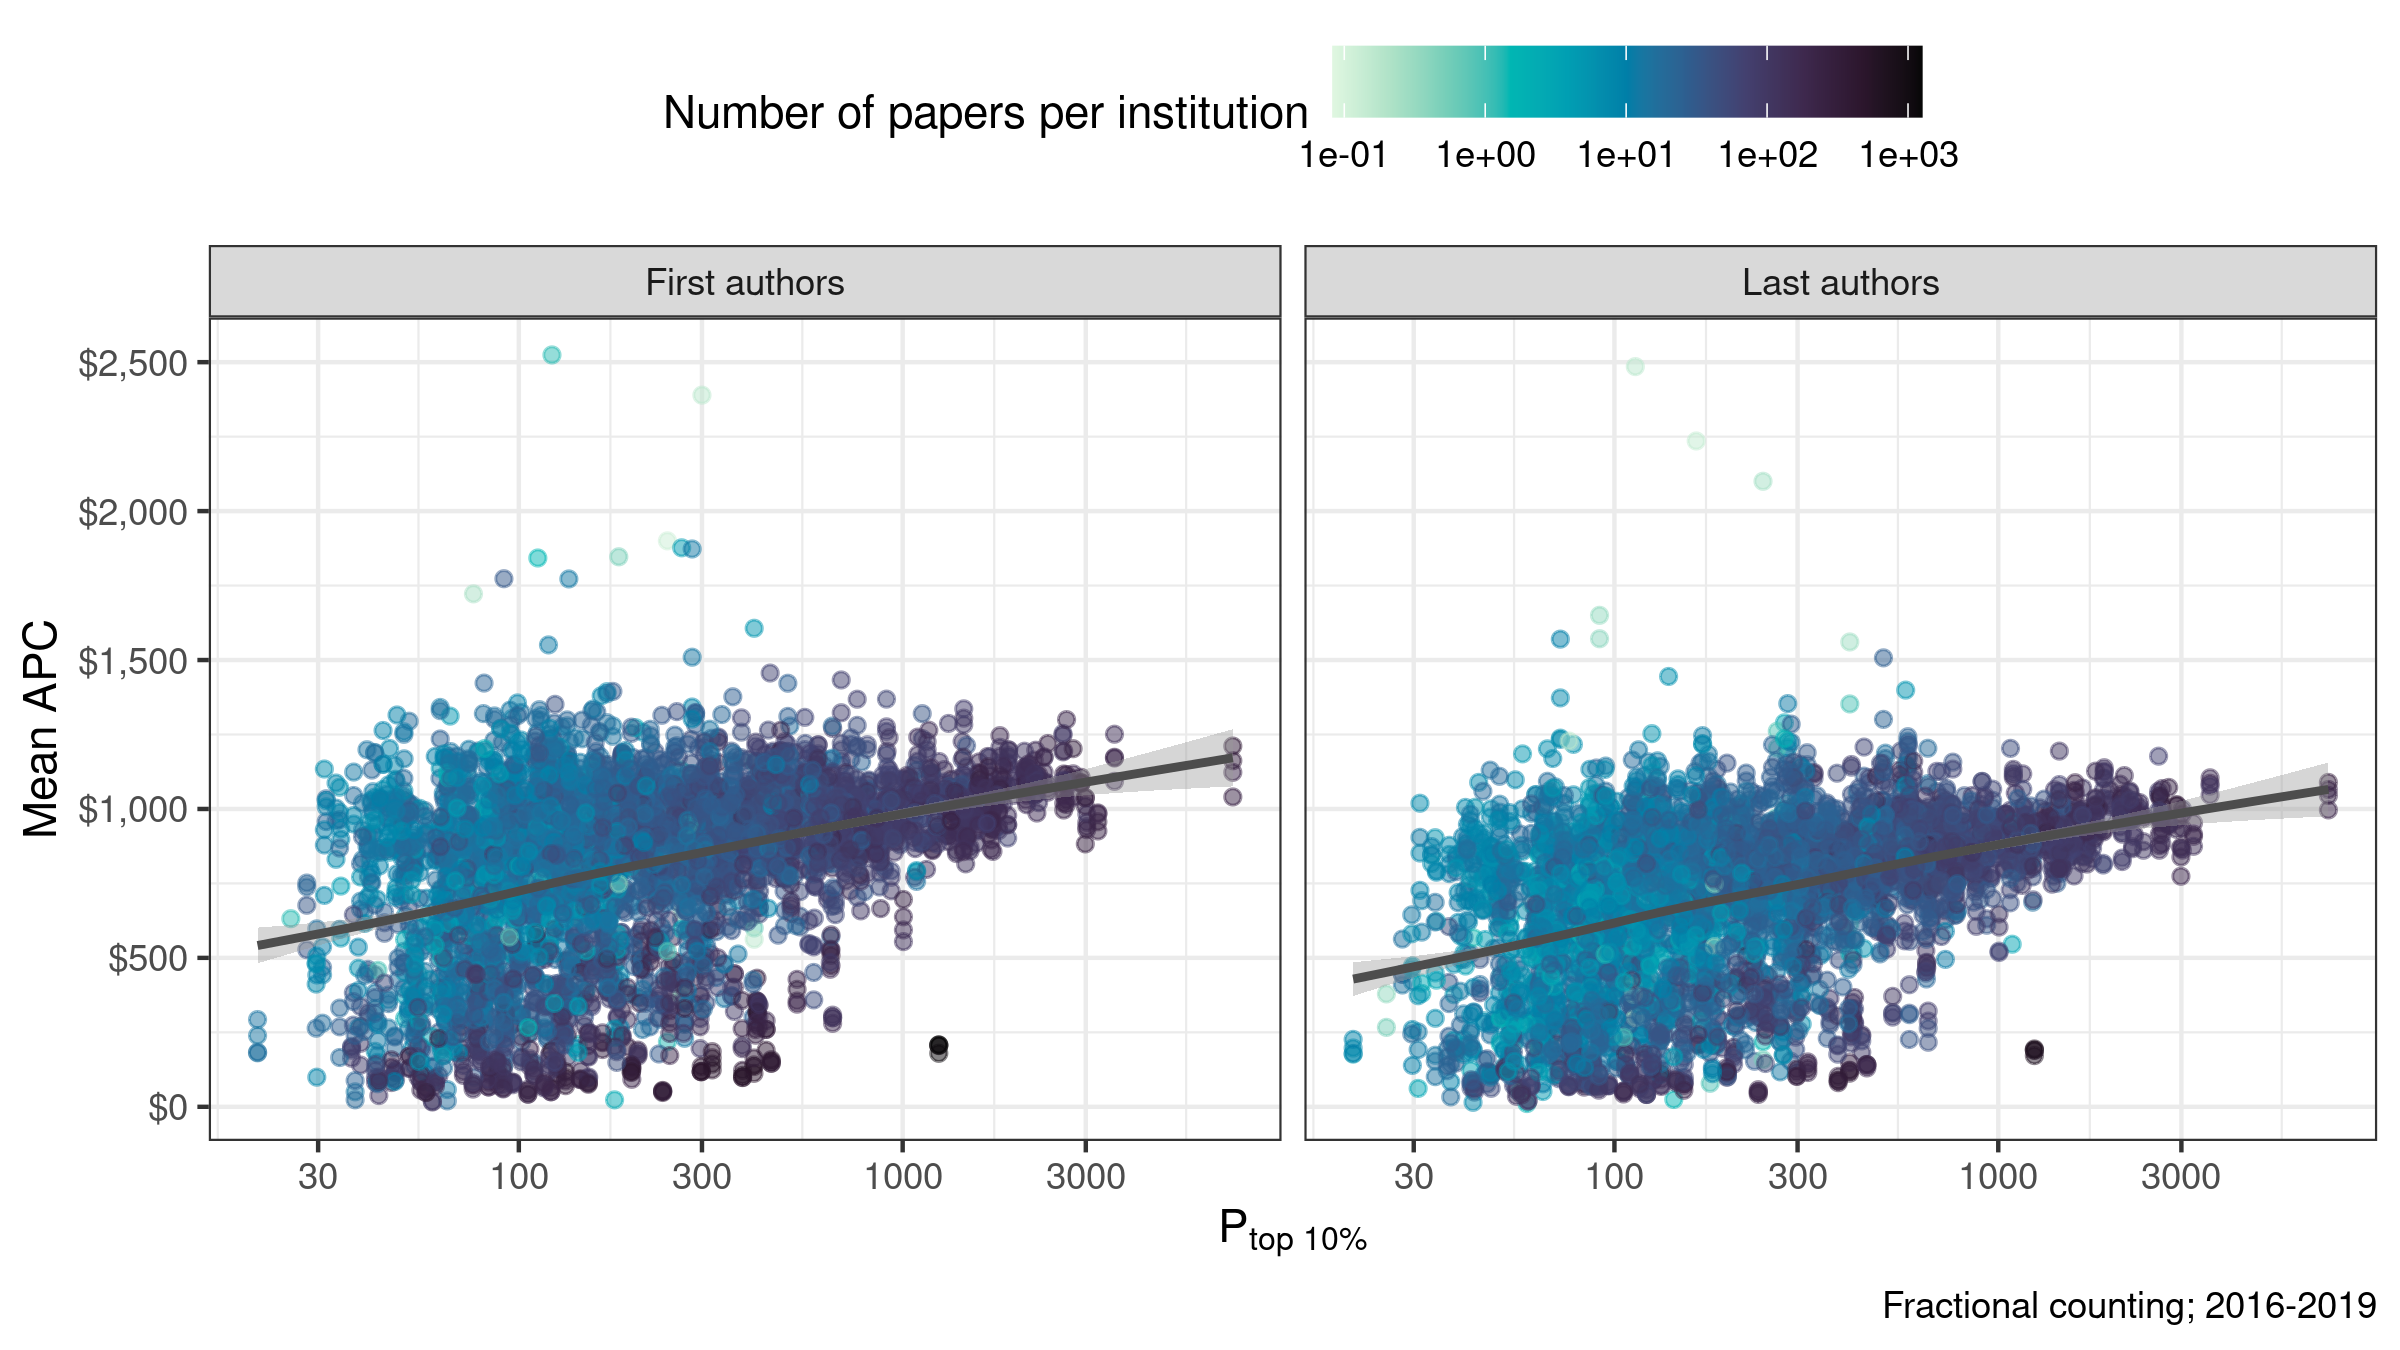 Number of papers per institution
1e-01 1e+00 1e+01 1e+02 1e+03
First authors
Last authors
Mean APC
$2,500
$2,000
$1,500
$1,000
$500
$0
30 100 300 1000 3000
30 100 300 1000 3000
Ptop 10%
Fractional counting; 2016-2019